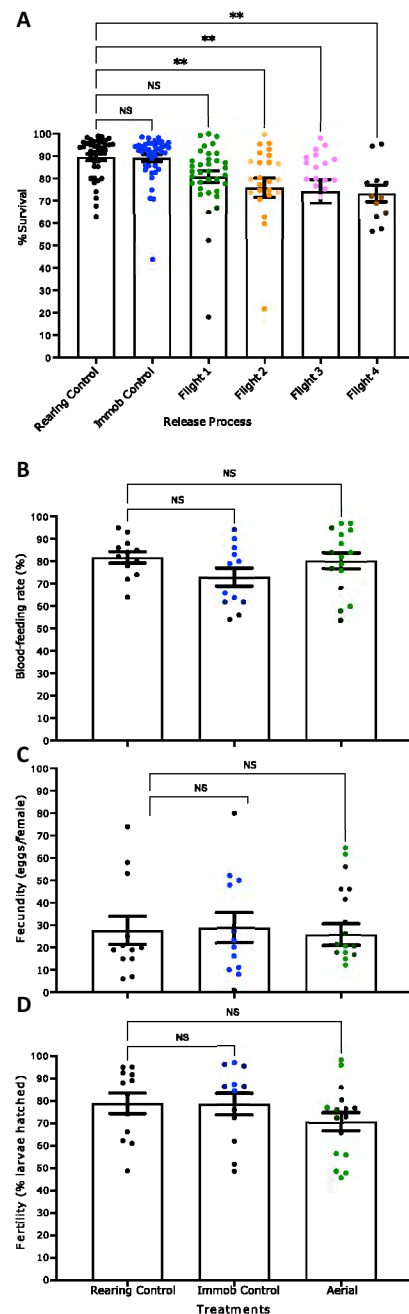 A
**
**
**
NS
NS
100
90
80
70
60
50
40
30
20
10
0
% Survival
Rearing Control
Immob Control
Flight 1
Flight 2
Flight 3
Flight 4
Release Process
B
NS
NS
100
90
80
70
60
50
40
30
20
10
0
Blood-feeding rate (%)
C
NS
NS
100
90
80
70
60
50
40
30
20
10
0
Fecundity (eggs/female)
D
NS
NS
100
90
80
70
60
50
40
30
20
10
0
Fertility (% larvae hatched)
Rearing Control
Immob Control
Aerial
Treatments